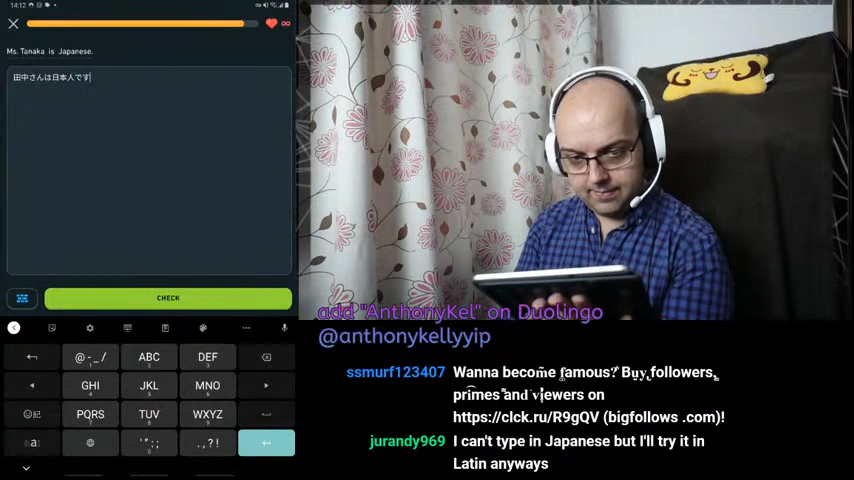 14:12
Ms. Tanaka is Japanese.
田中さんは日本人です
CHECK
@-_/
ABC
DEF
GHI
JKL
MNO
PQRS
TUV
WXYZ
.,?!
add "AnthonyKel" on Duolingo
@anthonykellyyip
ssmurf123407 Wanna become famous? Buy followers,
primes and viewers on
https://clck.ru/R9gQV (bigfollows .com)!
jurandy969 I can't type in Japanese but I'll try it in
Latin anyways